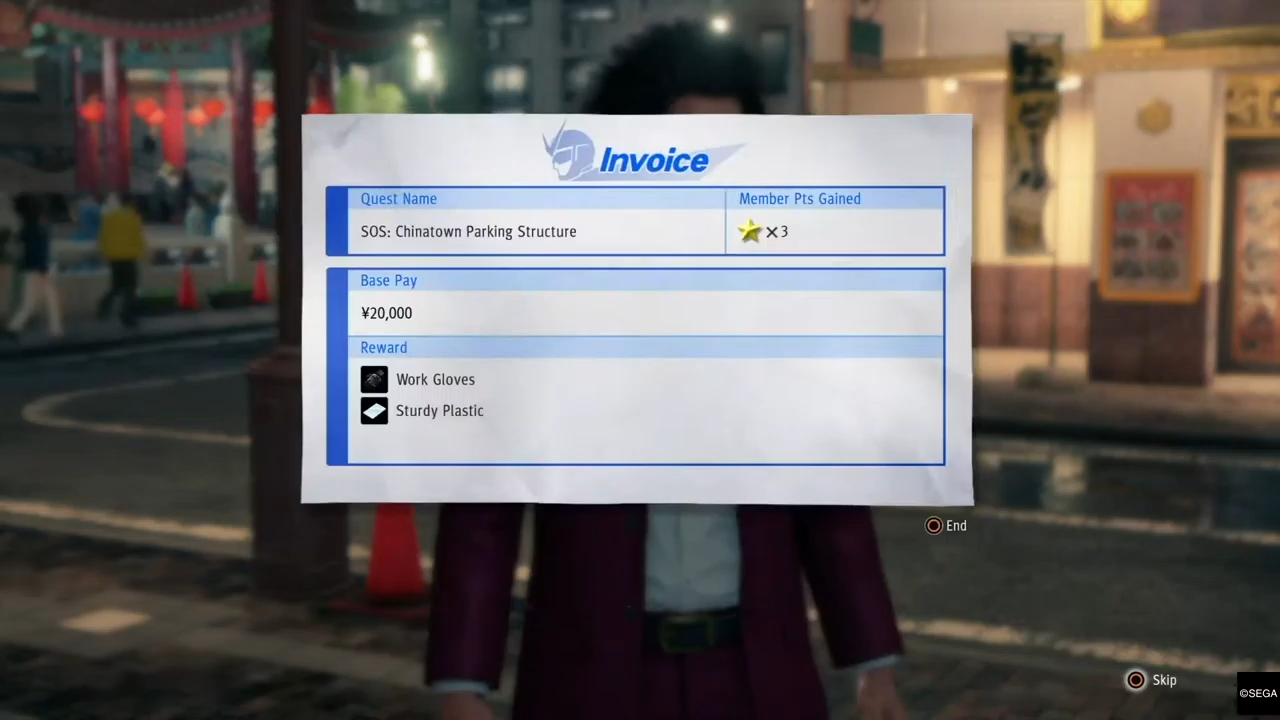 Invoice
Quest Name
Member Pts Gained
SOS: Chinatown Parking Structure
×3
Base Pay
¥20,000
Reward
Work Gloves
Sturdy Plastic
End
Skip
©SEGA